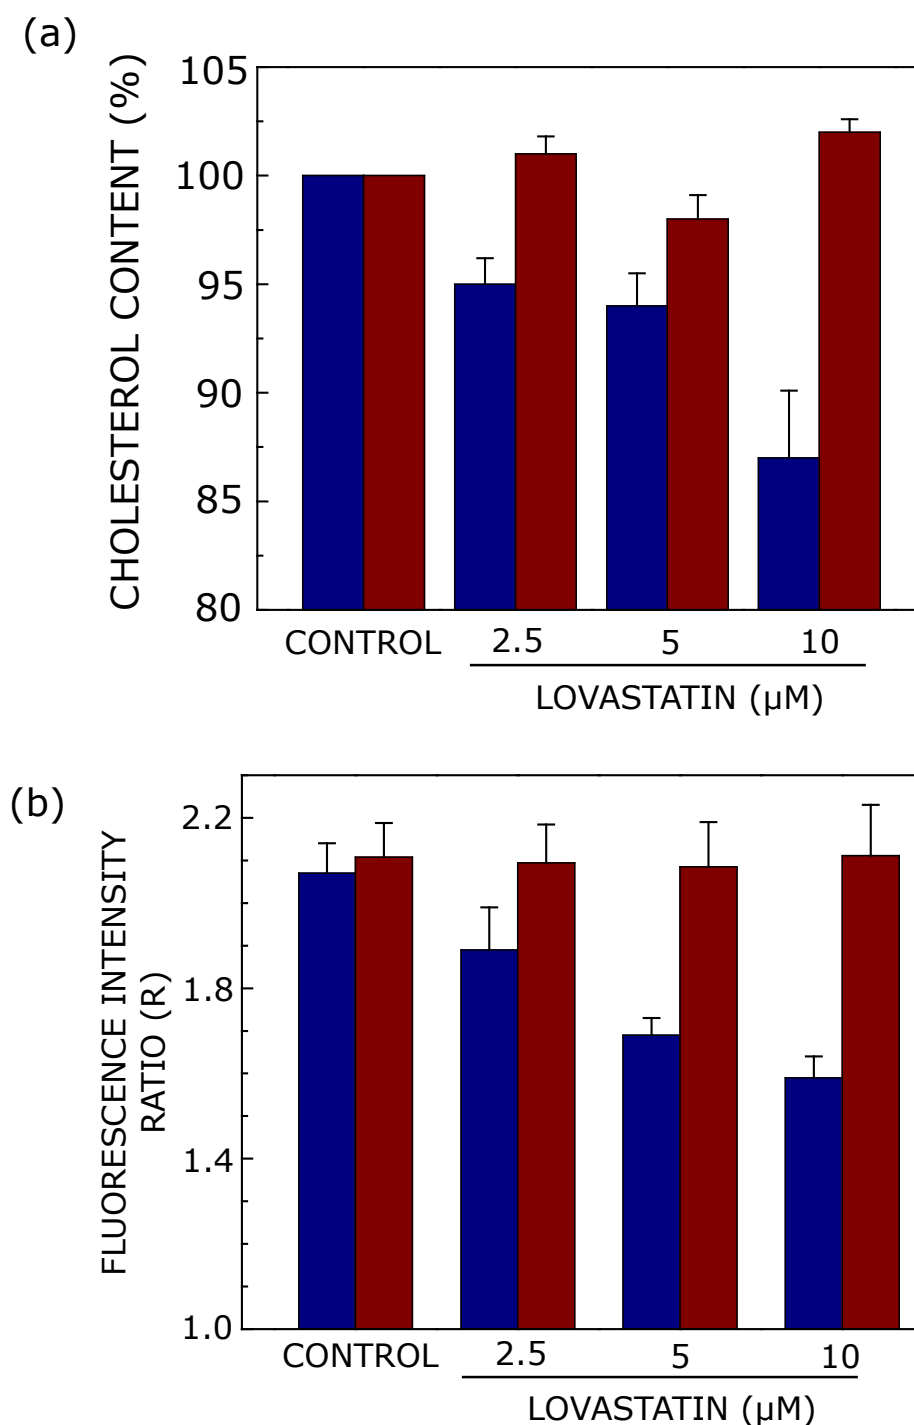 (a)
CHOLESTEROL CONTENT (%)
105
100
95
90
85
80
CONTROL 2.5 5 10
LOVASTATIN (µM)
(b)
FLUORESCENCE INTENSITY
RATIO (R)
2.2
1.8
1.4
1.0
CONTROL 2.5 5 10
LOVASTATIN (µM)